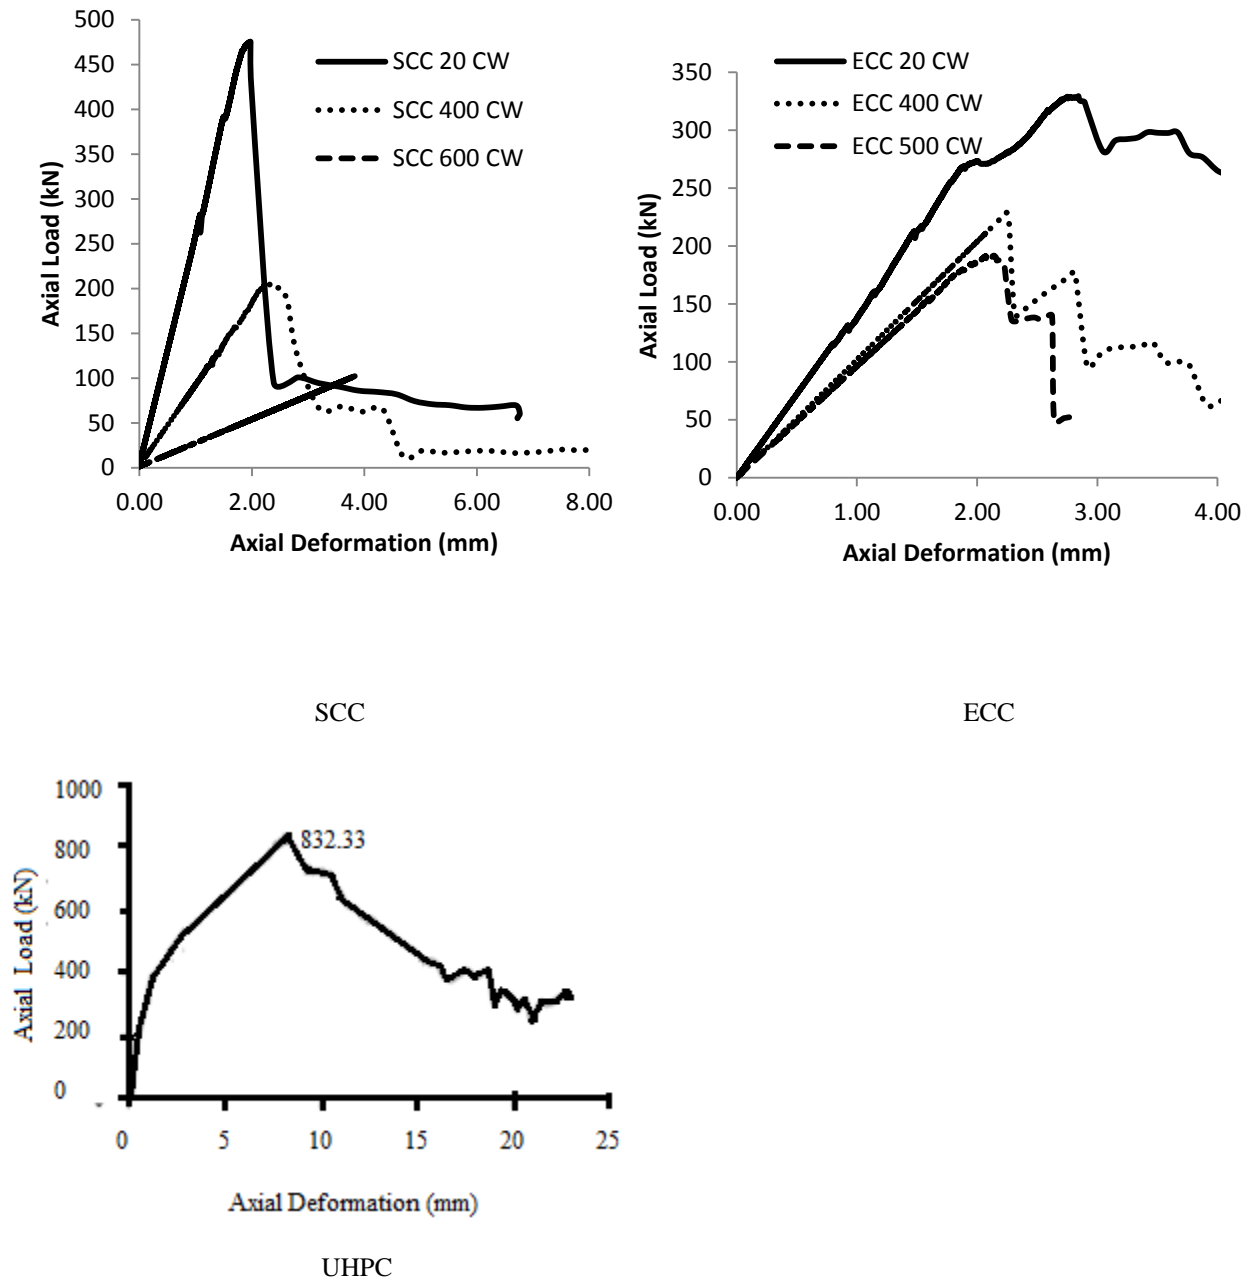 500
450
400
350
300
250
200
150
100
50
0
Axial Load (kN)
SCC 20 CW
SCC 400 CW
SCC 600 CW
0.00 2.00 4.00 6.00 8.00
Axial Deformation (mm)
350
300
250
200
150
100
50
0
Axial Load (kN)
ECC 20 CW
ECC 400 CW
ECC 500 CW
0.00 1.00 2.00 3.00 4.00
Axial Deformation (mm)
SCC
ECC
1000
800
600
400
200
0
Axial Load (kN)
832.33
0 5 10 15 20 25
Axial Deformation (mm)
UHPC